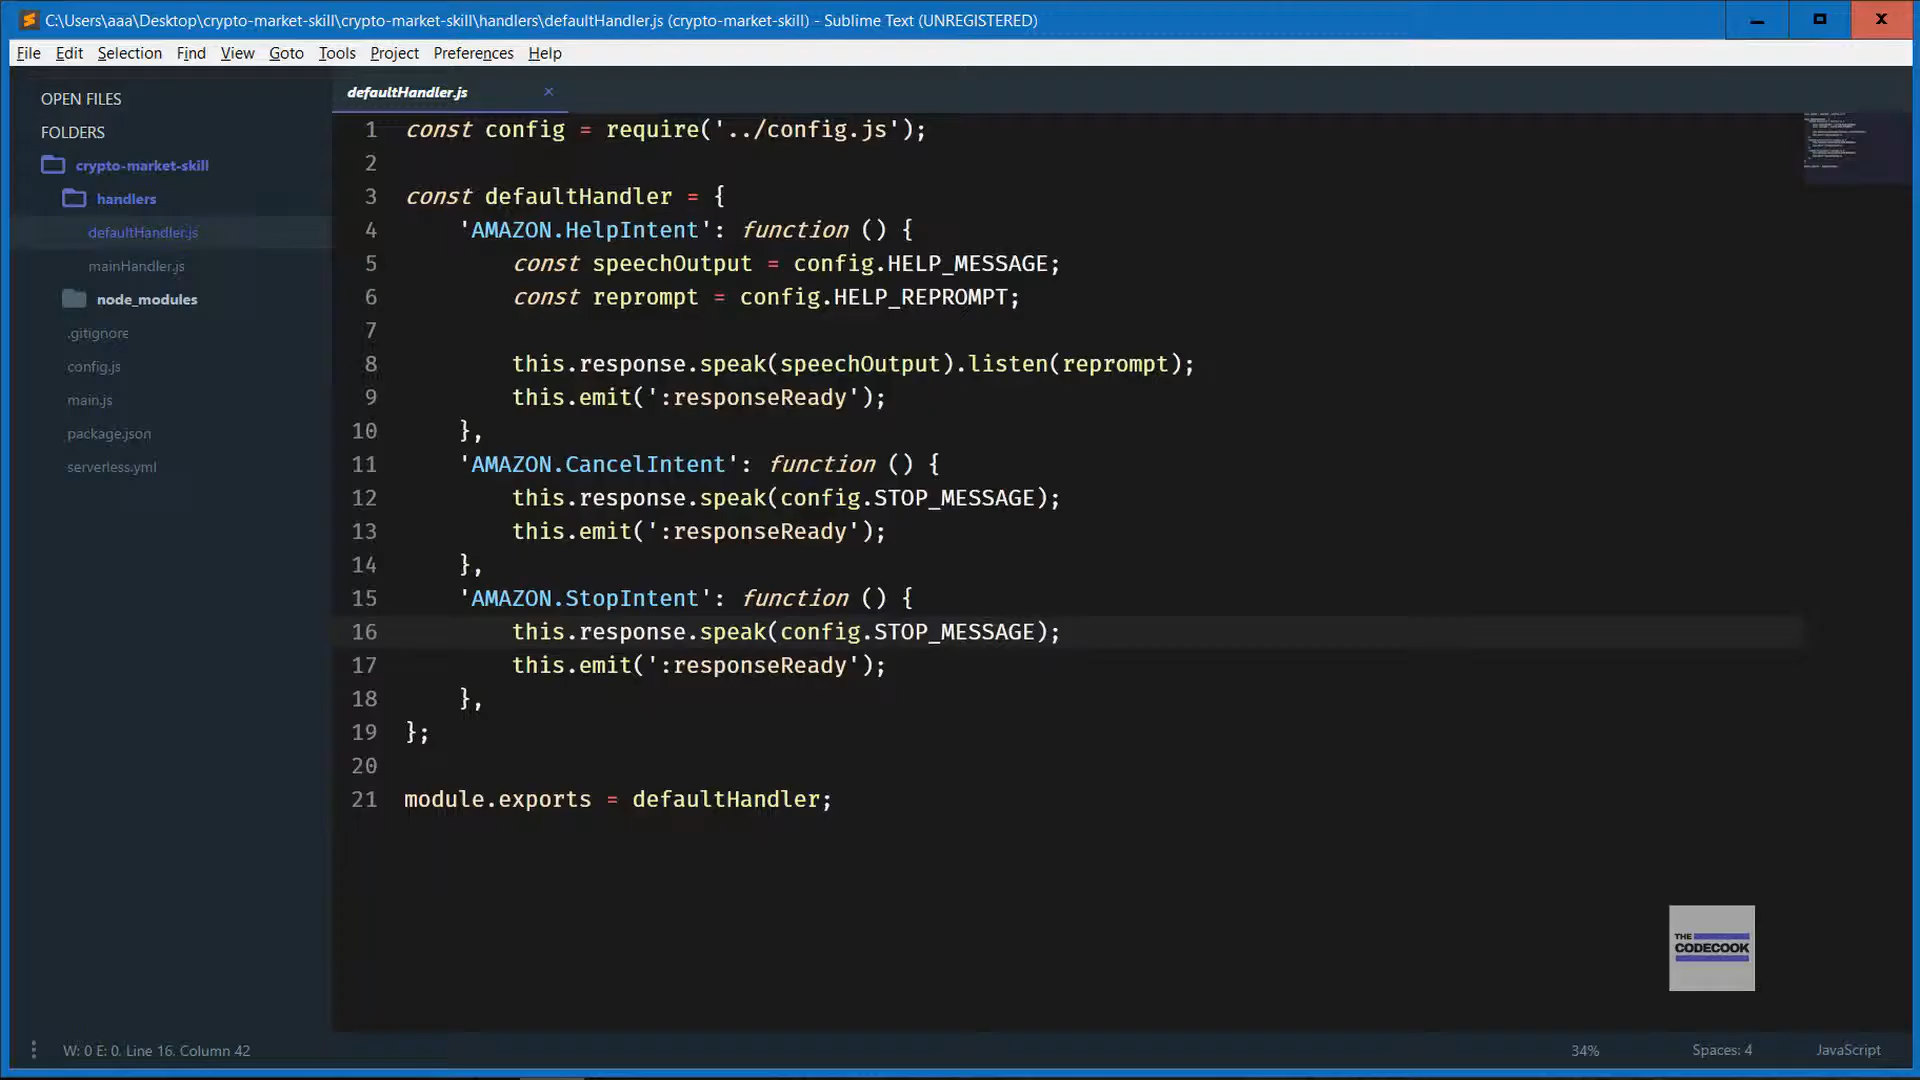 C:\Users\aaa\Desktop\crypto-market-skill\crypto-market-skill\handlers\defaultHandler.js (crypto-market-skill) - Sublime Text (UNREGISTERED)
File Edit Selection Find View Goto Tools Project Preferences Help
OPEN FILES
FOLDERS
crypto-market-skill
handlers
defaultHandler.js
mainHandler.js
node_modules
.gitignore
config.js
main.js
package.json
serverless.yml
defaultHandler.js ×
1 const config = require('../config.js');
2
3 const defaultHandler = {
4     'AMAZON.HelpIntent': function () {
5         const speechOutput = config.HELP_MESSAGE;
6         const reprompt = config.HELP_REPROMPT;
7
8         this.response.speak(speechOutput).listen(reprompt);
9         this.emit(':responseReady');
10     },
11     'AMAZON.CancelIntent': function () {
12         this.response.speak(config.STOP_MESSAGE);
13         this.emit(':responseReady');
14     },
15     'AMAZON.StopIntent': function () {
16         this.response.speak(config.STOP_MESSAGE);
17         this.emit(':responseReady');
18     },
19 };
20
21 module.exports = defaultHandler;
THE
CODECOOK
W: 0 E: 0. Line 16. Column 42 34% Spaces: 4 JavaScript